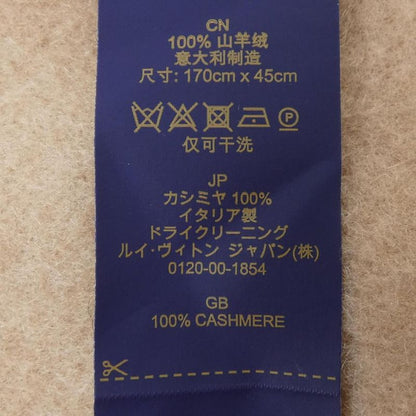 CN
100% 山羊绒
意大利制造
尺寸: 170cm x 45cm
P
仅可干洗
JP
カシミヤ 100%
イタリア製
ドライクリーニング
ルイ·ヴィトン ジャパン(株)
0120-00-1854
GB
100% CASHMERE